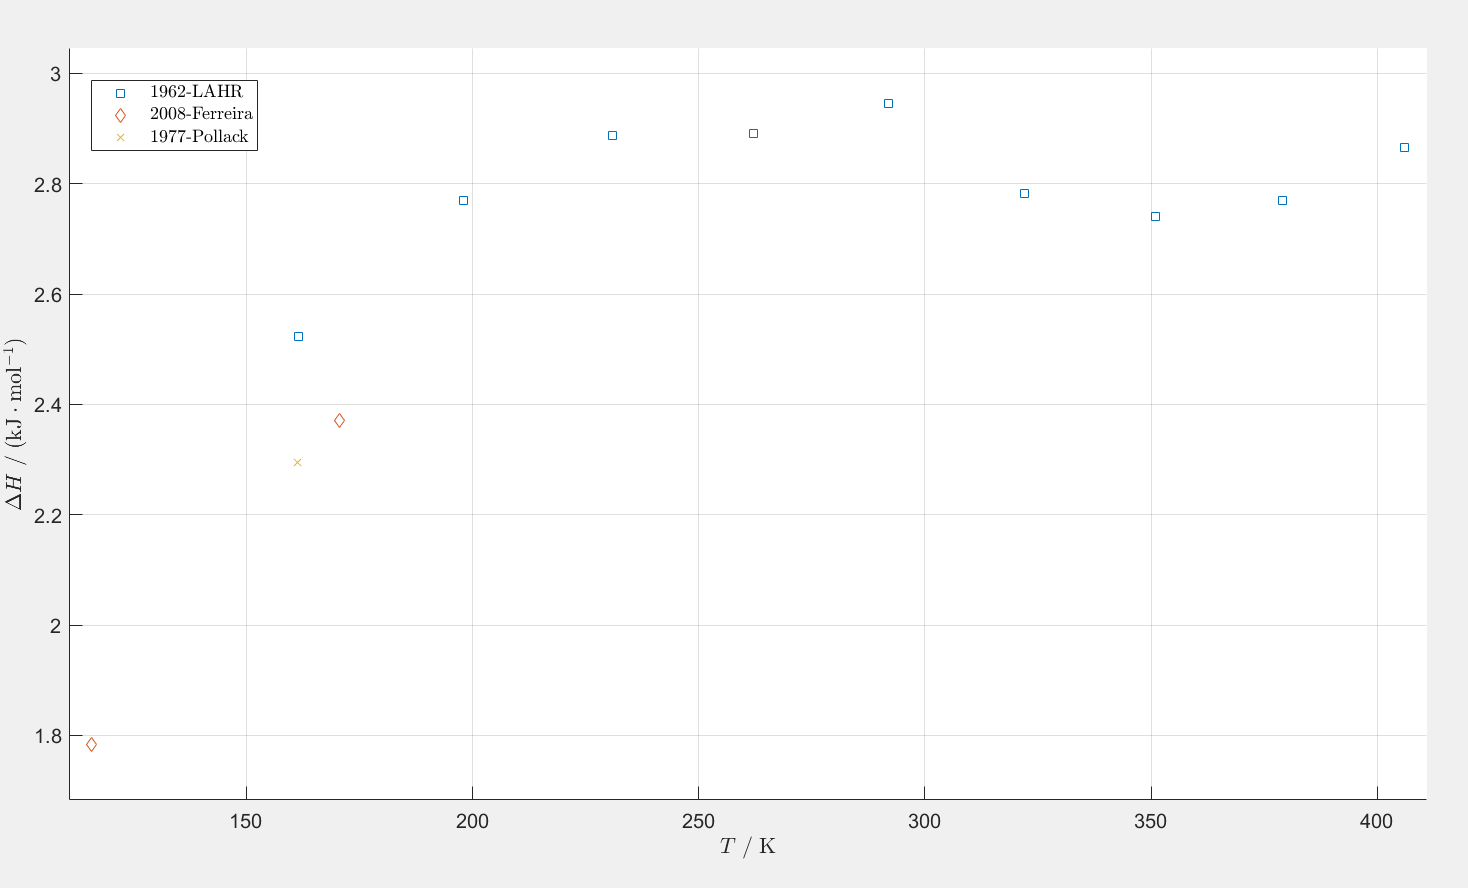 3
2.8
2.6
2.4
2.2
2
1.8
ΔH / (kJ · mol⁻¹)
1962-LAHR
2008-Ferreira
1977-Pollack
150 200 250 300 350 400
T / K